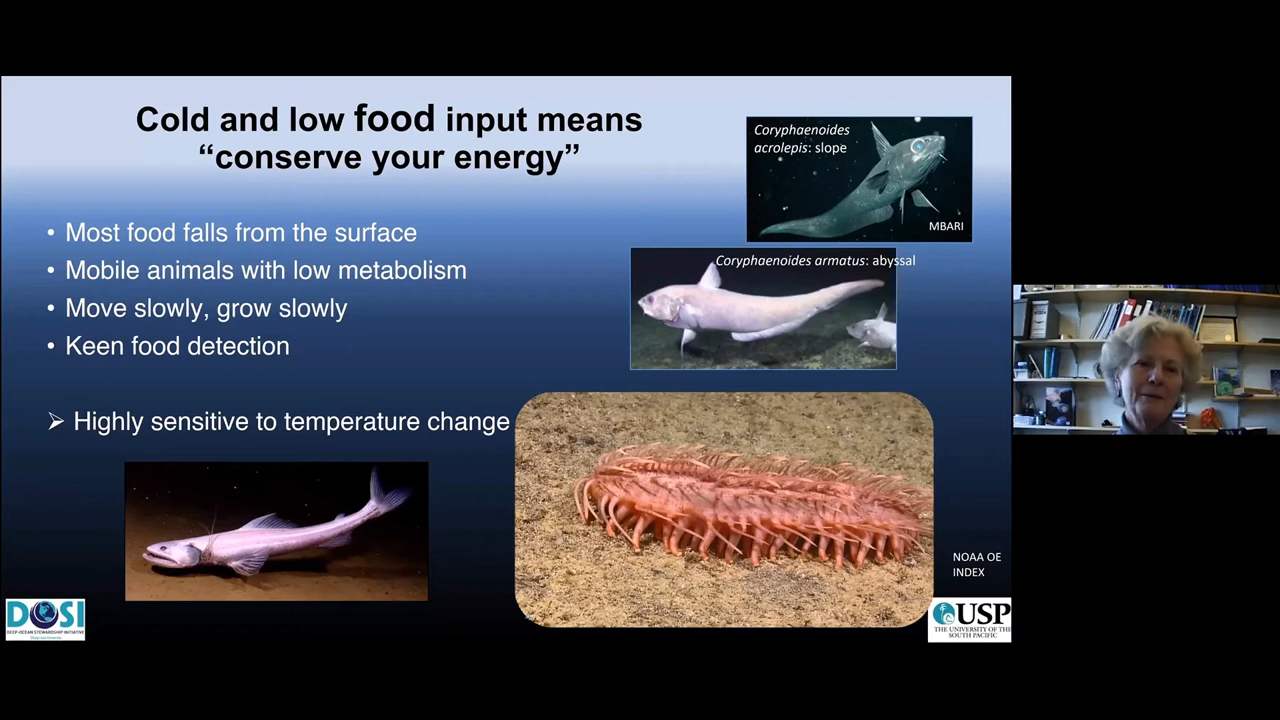 Cold and low food input means
“conserve your energy”
• Most food falls from the surface
• Mobile animals with low metabolism
• Move slowly, grow slowly
• Keen food detection
➢ Highly sensitive to temperature change
Coryphaenoides
acrolepis: slope
MBARI
Coryphaenoides armatus: abyssal
NOAA OE
INDEX
DOSI
DEEP-OCEAN STEWARDSHIP INITIATIVE
USP
THE UNIVERSITY OF THE
SOUTH PACIFIC